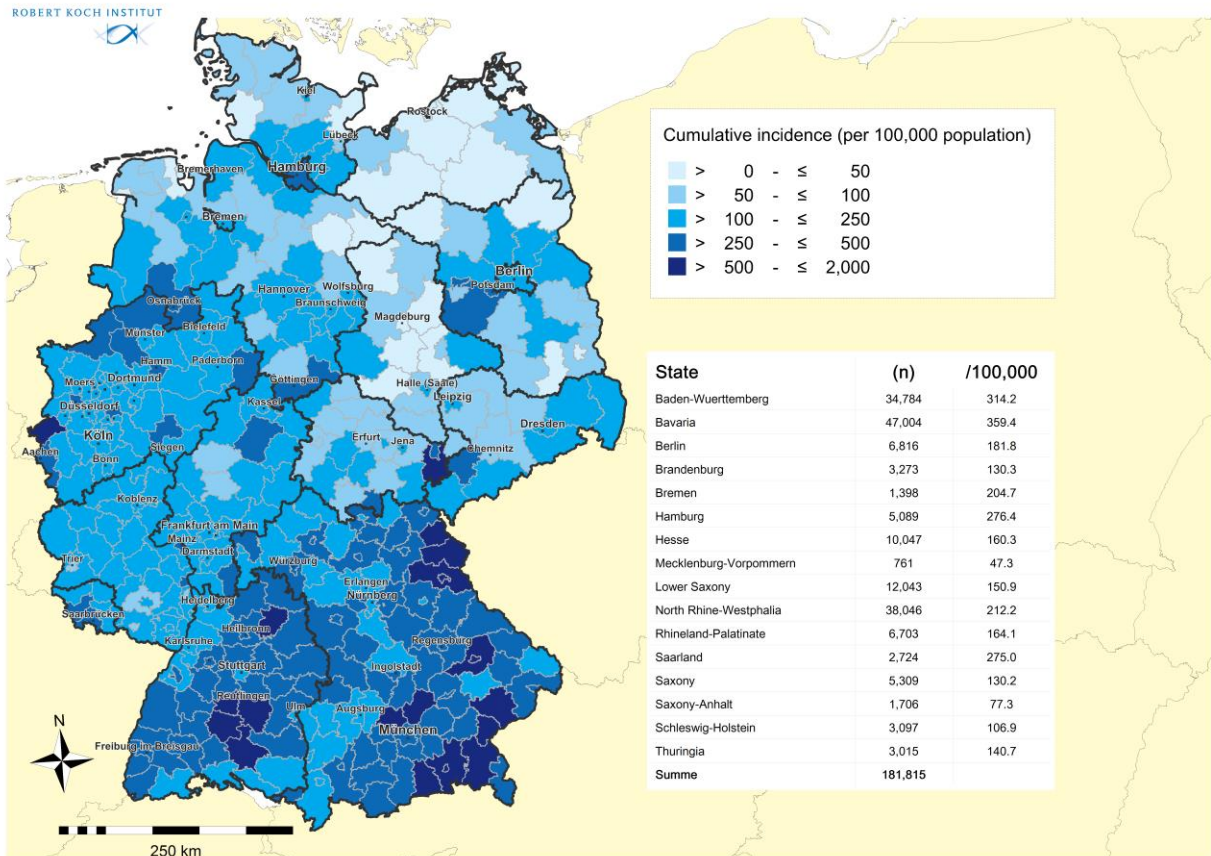 ROBERT KOCH INSTITUT
Kiel
Rostock
Lübeck
Hamburg
Bremerhaven
Bremen
Berlin
Potsdam
Hannover
Wolfsburg
Braunschweig
Osnabrück
Magdeburg
Münster
Bielefeld
Hamm
Paderborn
Göttingen
Halle (Saale)
Leipzig
Moers
Dortmund
Kassel
Düsseldorf
Dresden
Köln
Erfurt
Jena
Chemnitz
Aachen
Siegen
Bonn
Koblenz
Frankfurt am Main
Mainz
Trier
Darmstadt
Würzburg
Erlangen
Nürnberg
Heidelberg
Saarbrücken
Heilbronn
Karlsruhe
Regensburg
Stuttgart
Ingolstadt
Reutlingen
Ulm
Augsburg
München
Freiburg im Breisgau
N
250 km
Cumulative incidence (per 100,000 population)
> 0 - ≤ 50
> 50 - ≤ 100
> 100 - ≤ 250
> 250 - ≤ 500
> 500 - ≤ 2,000
State (n) /100,000
Baden-Wuerttemberg 34,784 314.2
Bavaria 47,004 359.4
Berlin 6,816 181.8
Brandenburg 3,273 130.3
Bremen 1,398 204.7
Hamburg 5,089 276.4
Hesse 10,047 160.3
Mecklenburg-Vorpommern 761 47.3
Lower Saxony 12,043 150.9
North Rhine-Westphalia 38,046 212.2
Rhineland-Palatinate 6,703 164.1
Saarland 2,724 275.0
Saxony 5,309 130.2
Saxony-Anhalt 1,706 77.3
Schleswig-Holstein 3,097 106.9
Thuringia 3,015 140.7
Summe 181,815